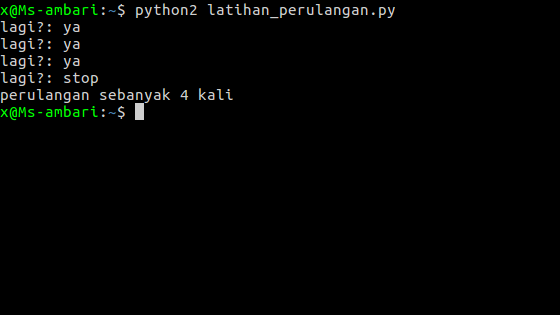 x@Ms-ambari:~$ python2 latihan_perulangan.py
lagi?: ya
lagi?: ya
lagi?: ya
lagi?: stop
perulangan sebanyak 4 kali
x@Ms-ambari:~$